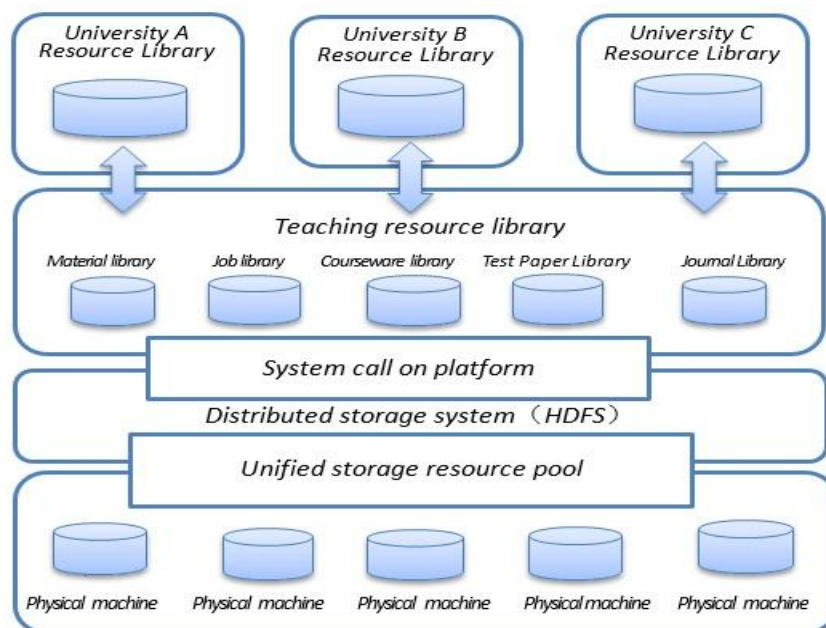 University A
Resource Library
University B
Resource Library
University C
Resource Library
Teaching resource library
Material library
Job library
Courseware library
Test Paper Library
Journal Library
System call on platform
Distributed storage system（HDFS）
Unified storage resource pool
Physical machine
Physical machine
Physical machine
Physical machine
Physical machine